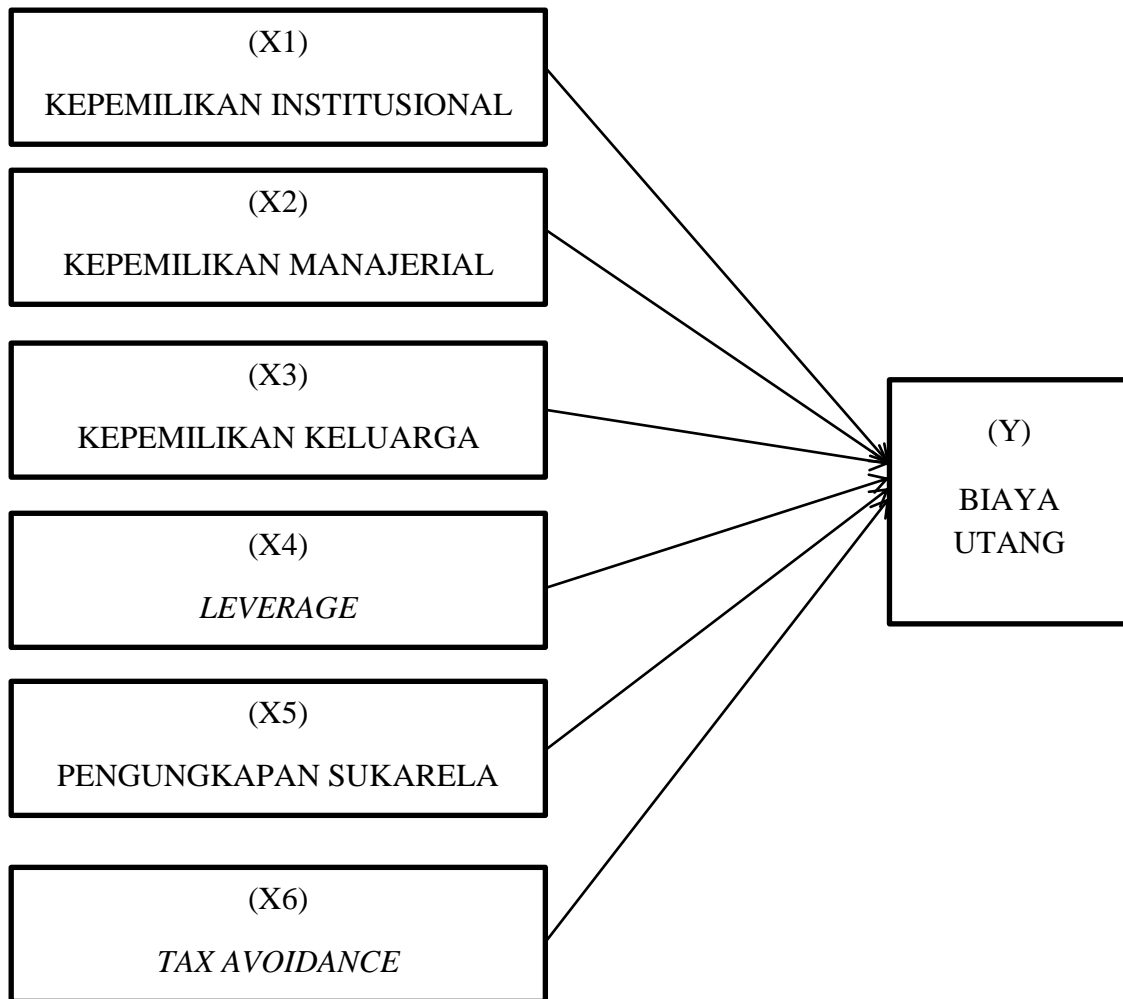 (X1)
KEPEMILIKAN INSTITUSIONAL
(X2)
KEPEMILIKAN MANAJERIAL
(X3)
KEPEMILIKAN KELUARGA
(X4)
LEVERAGE
(X5)
PENGUNGKAPAN SUKARELA
(X6)
TAX AVOIDANCE
(Y)
BIAYA
UTANG